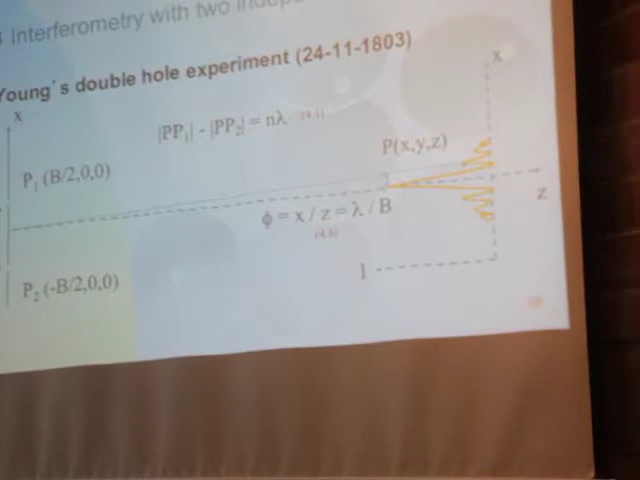 Interferometry with two
Young´s double hole experiment (24-11-1803)
x
x
|PP₁| - |PP₂| = nλ
P(x,y,z)
P₁ (B/2,0,0)
z
ϕ = x / z = λ / B
I
P₂ (-B/2,0,0)